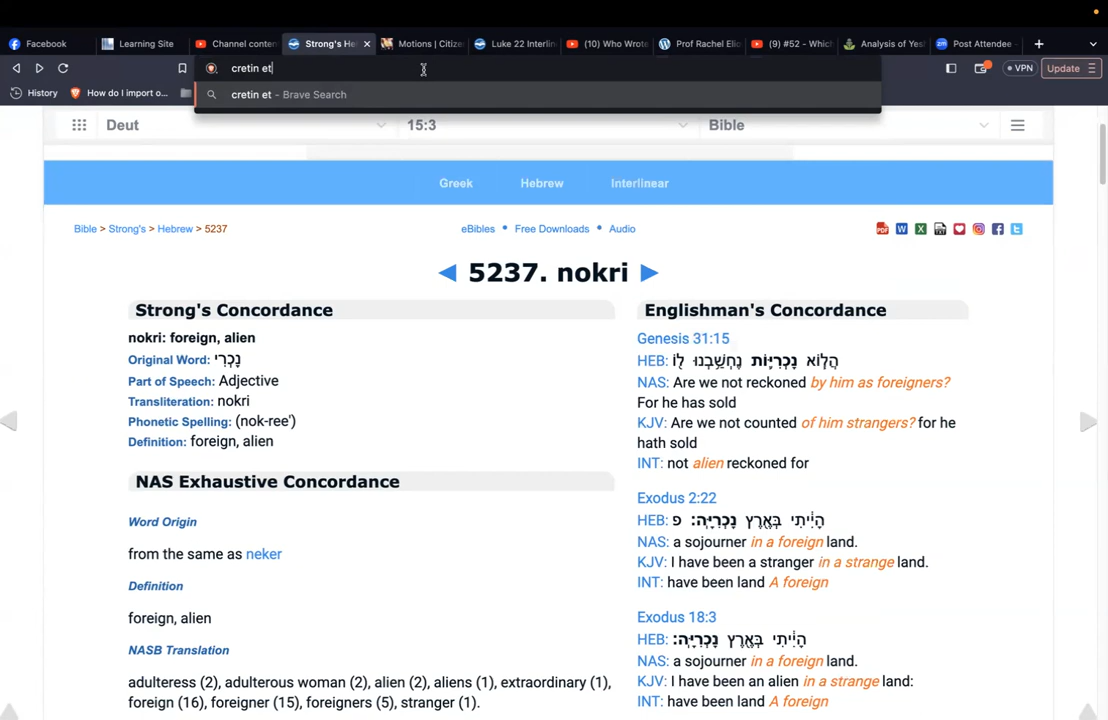 Facebook
Learning Site
Channel conten
Strong's He
Motions | Citize
Luke 22 Interlin
(10) Who Wrote
Prof Rachel Elio
(9) #52 - Which
Analysis of Yes
Post Attendee -
cretin et
VPN
Update
History
How do I import o...
cretin et - Brave Search
Deut
15:3
Bible
Greek
Hebrew
Interlinear
Bible > Strong's > Hebrew > 5237
eBibles • Free Downloads • Audio
5237. nokri
Strong's Concordance
nokri: foreign, alien
Original Word: נָכְרִי
Part of Speech: Adjective
Transliteration: nokri
Phonetic Spelling: (nok-ree')
Definition: foreign, alien
NAS Exhaustive Concordance
Word Origin
from the same as neker
Definition
foreign, alien
NASB Translation
adulteress (2), adulterous woman (2), alien (2), aliens (1), extraordinary (1),
foreign (16), foreigner (15), foreigners (5), stranger (1).
Englishman's Concordance
Genesis 31:15
HEB: הֲל֧וֹא נָכְרִיּ֛וֹת נֶחְשַׁ֥בְנוּ ל֖וֹ
NAS: Are we not reckoned by him as foreigners?
For he has sold
KJV: Are we not counted of him strangers? for he
hath sold
INT: not alien reckoned for
Exodus 2:22
HEB: הָיִ֔יתִי בְּאֶ֖רֶץ נָכְרִיָּֽה׃ פ
NAS: a sojourner in a foreign land.
KJV: I have been a stranger in a strange land.
INT: have been land A foreign
Exodus 18:3
HEB: הָיִ֔יתִי בְּאֶ֖רֶץ נָכְרִיָּֽה׃
NAS: a sojourner in a foreign land.
KJV: I have been an alien in a strange land:
INT: have been land A foreign